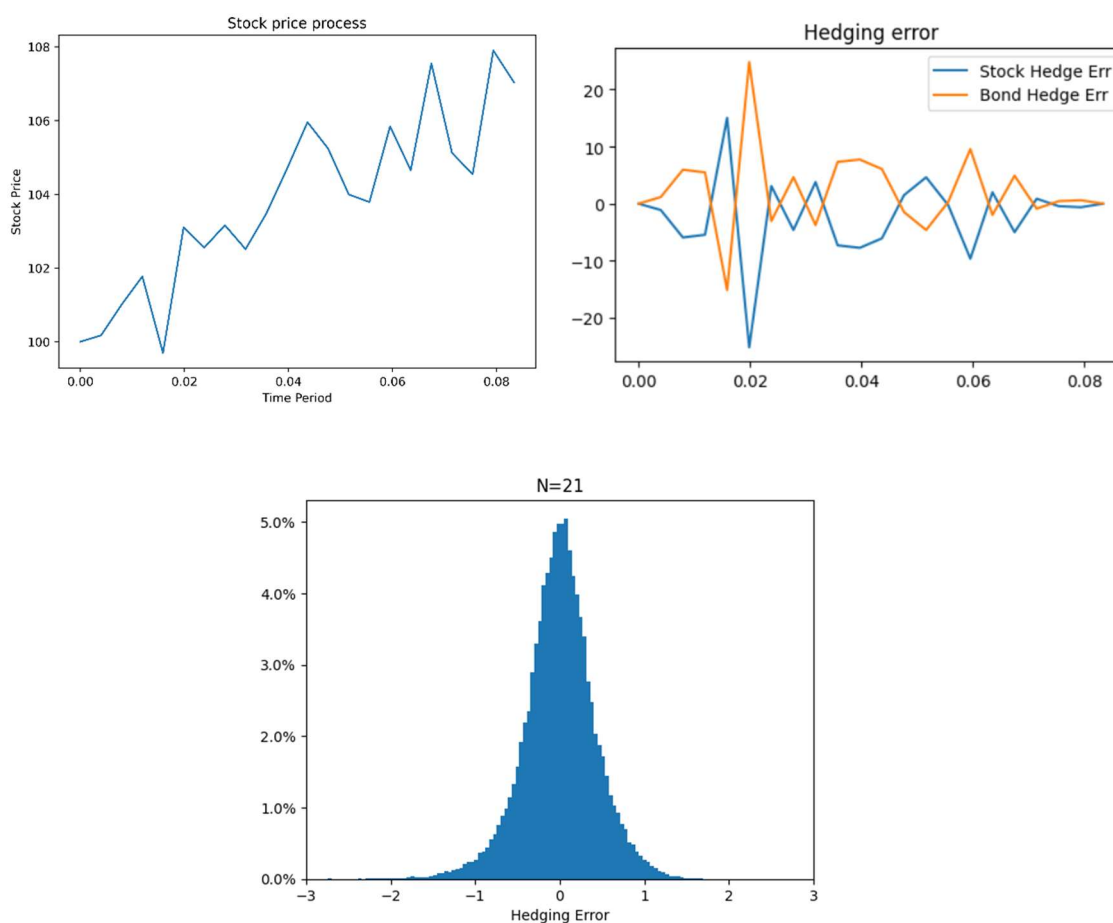 Stock price process
108
106
104
102
100
Stock Price
0.00 0.02 0.04 0.06 0.08
Time Period
Hedging error
Stock Hedge Err
Bond Hedge Err
20
10
0
−10
−20
0.00 0.02 0.04 0.06 0.08
N=21
5.0%
4.0%
3.0%
2.0%
1.0%
0.0%
−3 −2 −1 0 1 2 3
Hedging Error